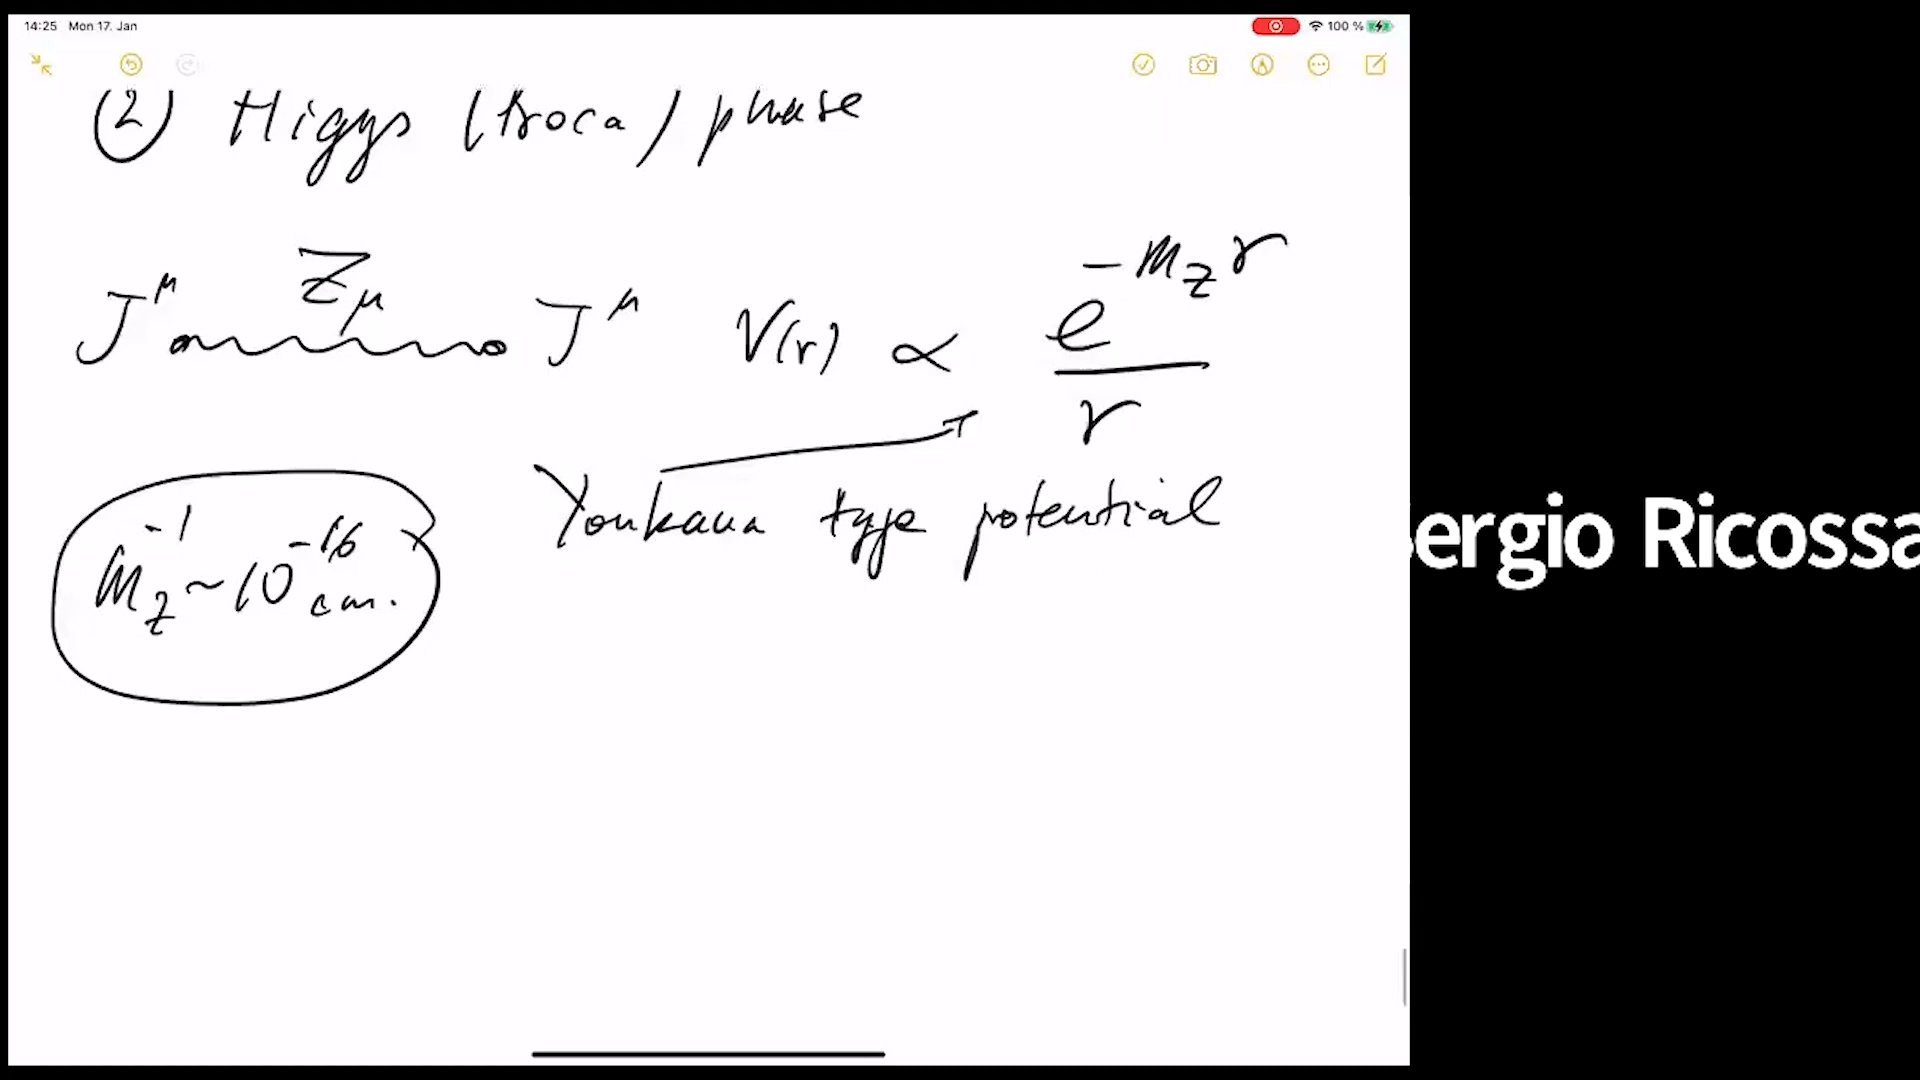 14:25 Mon 17. Jan
100 %
(2) Higgs (Proca) phase
Z_μ
J^μ J^μ V(r) ∝ e^{-m_Z r} / r
Youkawa type potential
m_Z^{-1} ~ 10^{-16} cm.
ergio Ricossa